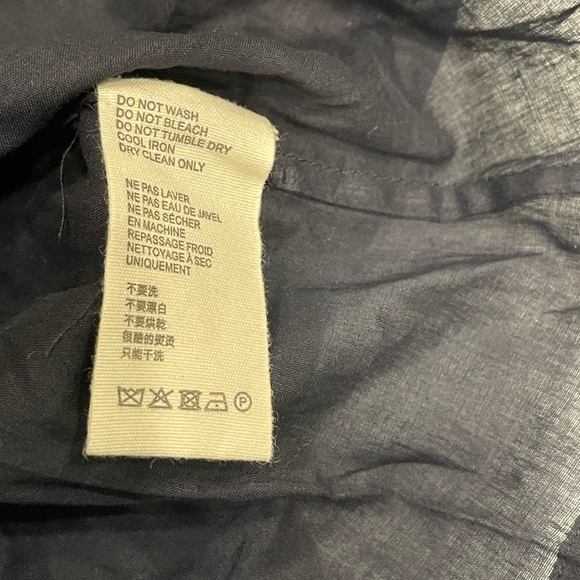 DO NOT WASH
DO NOT BLEACH
DO NOT TUMBLE DRY
COOL IRON
DRY CLEAN ONLY
NE PAS LAVER
NE PAS EAU DE JAVEL
NE PAS SÉCHER
EN MACHINE
REPASSAGE FROID
NETTOYAGE À SEC
UNIQUEMENT
不要洗
不要漂白
不要烘乾
很酷的熨烫
只能干洗
P